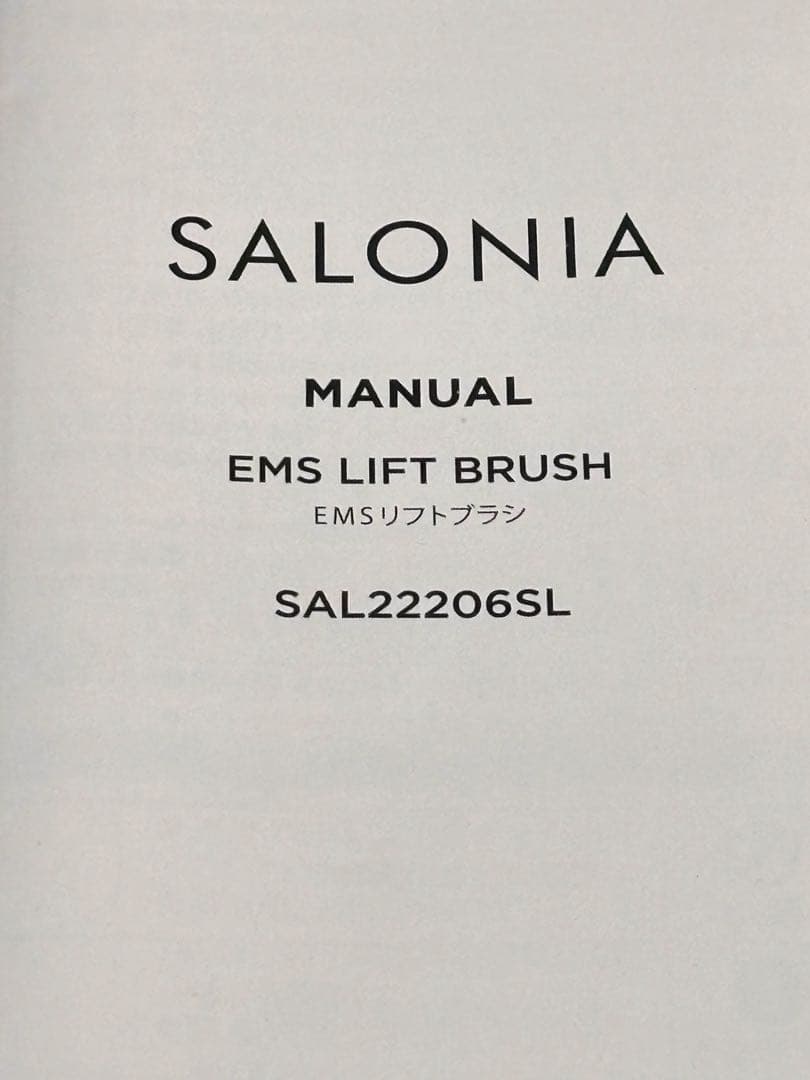 SALONIA
MANUAL
EMS LIFT BRUSH
EMSリフトブラシ
SAL22206SL